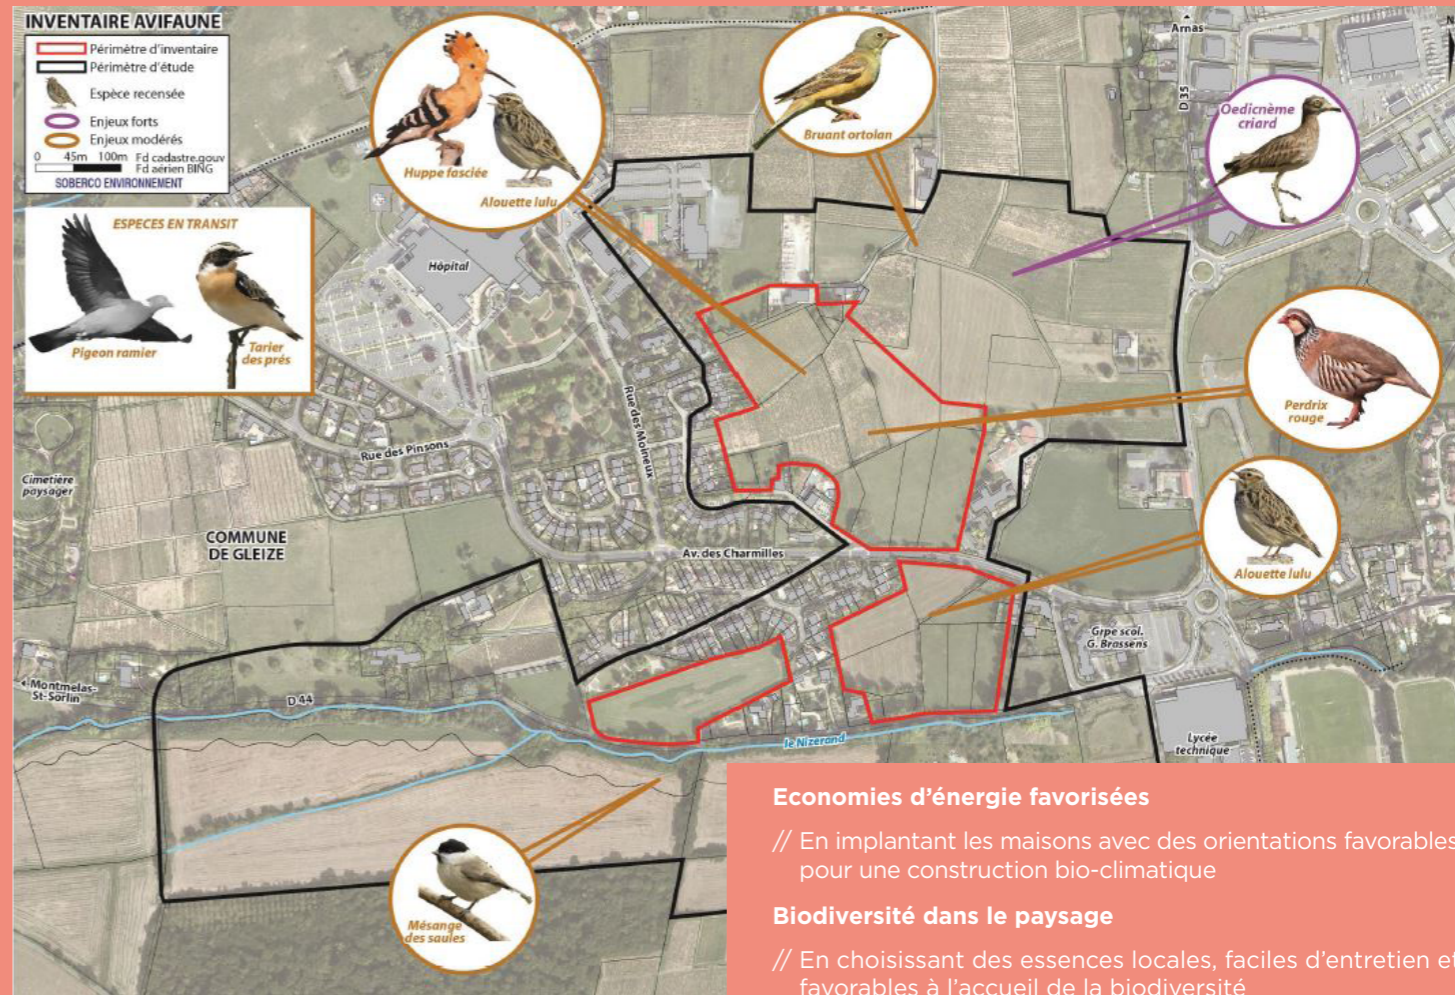 INVENTAIRE AVIFAUNE
Périmètre d'inventaire
Périmètre d'étude
Espèce recensée
Enjeux forts
Enjeux modérés
0 45m 100m Fd cadastre.gouv
Fd aérien BING
SOBERCO ENVIRONNEMENT
ESPECES EN TRANSIT
Pigeon ramier
Tarier
des prés
Huppe fasciée
Alouette lulu
Bruant ortolan
Arnas
D 35
Oedicnème
criard
Hôpital
Rue des Moineux
Rue des Pinsons
Perdrix
rouge
Cimetière
paysager
COMMUNE
DE GLEIZE
Av. des Charmilles
Alouette lulu
Grpe scol.
G. Brassens
Montmelas-
St-Sorlin
D 44
le Nizerand
Lycée
technique
Mésange
des saules
Economies d'énergie favorisées
// En implantant les maisons avec des orientations favorables
pour une construction bio-climatique
Biodiversité dans le paysage
// En choisissant des essences locales, faciles d'entretien et
favorables à l'accueil de la biodiversité